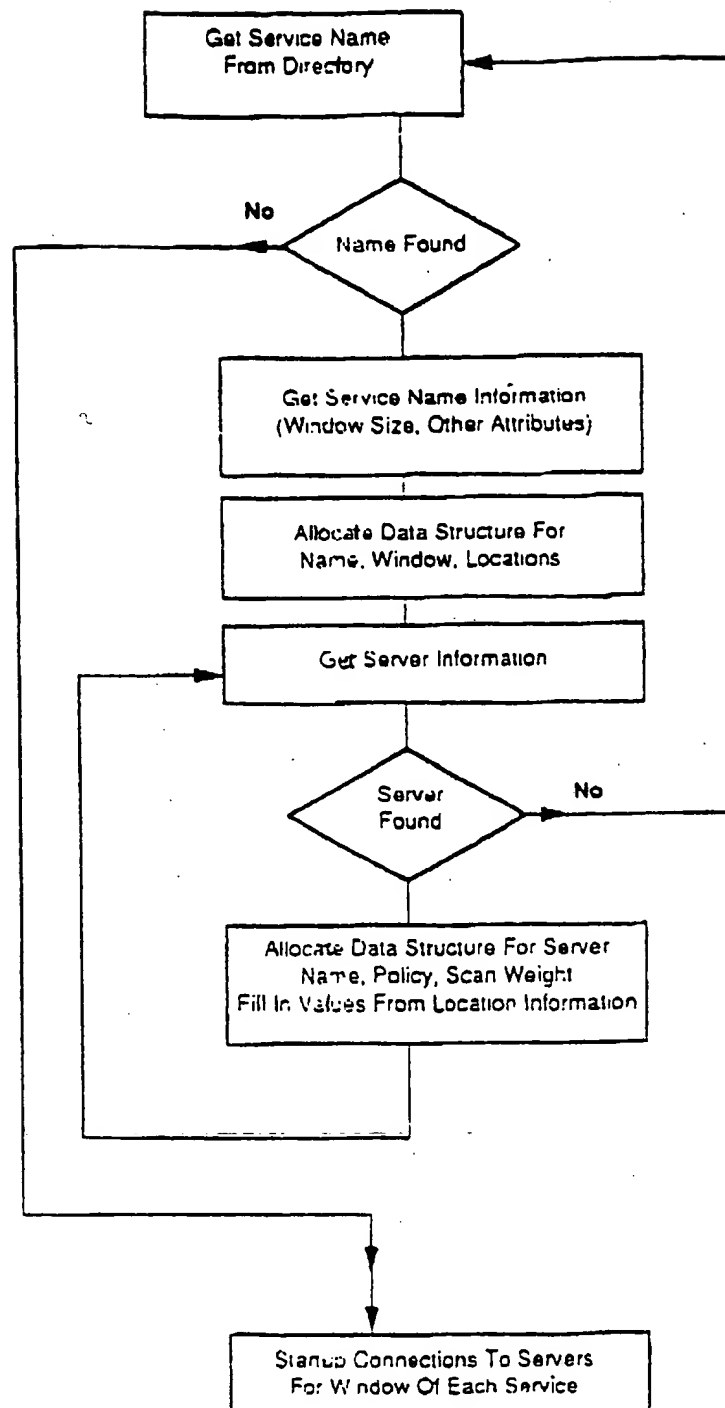 Get Service Name
From Directory
No
Name Found
Get Service Name Information
(Window Size, Other Attributes)
Allocate Data Structure For
Name, Window, Locations
Get Server Information
Server
Found
No
Allocate Data Structure For Server
Name, Policy, Scan Weight
Fill In Values From Location Information
Startup Connections To Servers
For Window Of Each Service